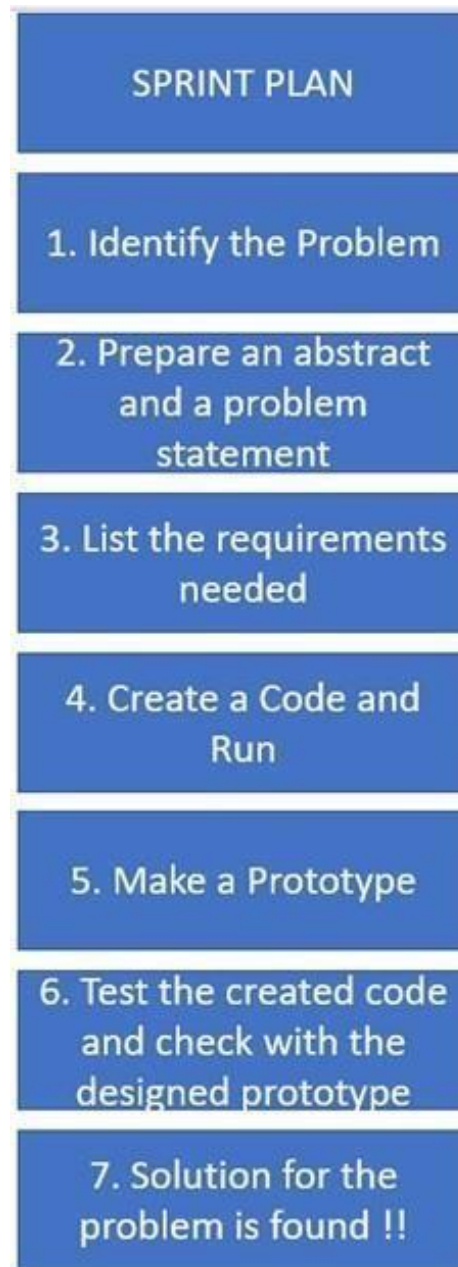 SPRINT PLAN
1. Identify the Problem
2. Prepare an abstract
and a problem
statement
3. List the requirements
needed
4. Create a Code and
Run
5. Make a Prototype
6. Test the created code
and check with the
designed prototype
7. Solution for the
problem is found !!